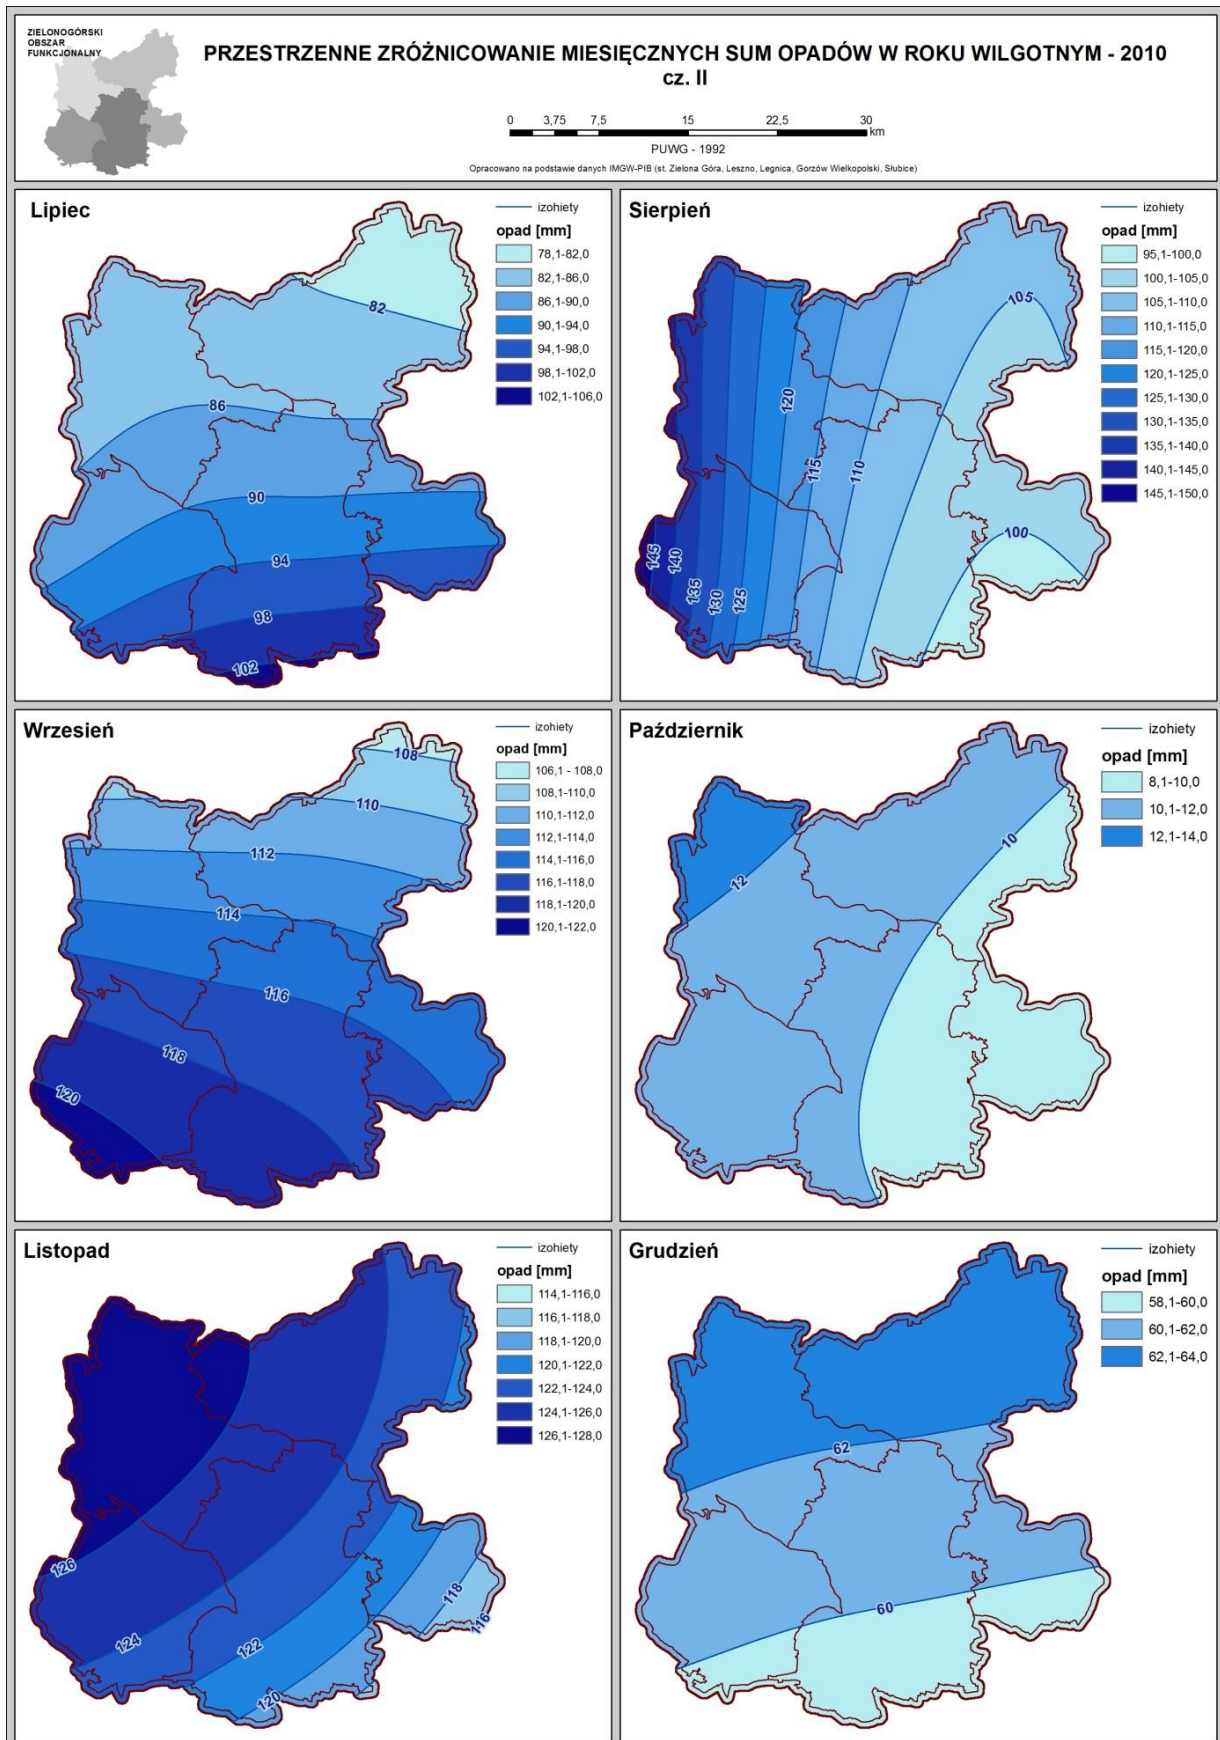 ZIELONOGÓRSKI
OBSZAR
FUNKCJONALNY
PRZESTRZENNE ZRÓŻNICOWANIE MIESIĘCZNYCH SUM OPADÓW W ROKU WILGOTNYM - 2010
cz. II
0 3,75 7,5 15 22,5 30
km
PUWG - 1992
Opracowano na podstawie danych IMGW-PIB (st. Zielona Góra, Leszno, Legnica, Gorzów Wielkopolski, Słubice)
Lipiec
izohiety
opad [mm]
78,1-82,0
82,1-86,0
86,1-90,0
90,1-94,0
94,1-98,0
98,1-102,0
102,1-106,0
82
86
90
94
98
102
Sierpień
izohiety
opad [mm]
95,1-100,0
100,1-105,0
105,1-110,0
110,1-115,0
115,1-120,0
120,1-125,0
125,1-130,0
130,1-135,0
135,1-140,0
140,1-145,0
145,1-150,0
105
120
115
110
100
145
140
135
130
125
Wrzesień
izohiety
opad [mm]
106,1 - 108,0
108,1-110,0
110,1-112,0
112,1-114,0
114,1-116,0
116,1-118,0
118,1-120,0
120,1-122,0
108
110
112
114
116
118
120
Październik
izohiety
opad [mm]
8,1-10,0
10,1-12,0
12,1-14,0
10
12
Listopad
izohiety
opad [mm]
114,1-116,0
116,1-118,0
118,1-120,0
120,1-122,0
122,1-124,0
124,1-126,0
126,1-128,0
126
118
116
124
122
120
Grudzień
izohiety
opad [mm]
58,1-60,0
60,1-62,0
62,1-64,0
62
60